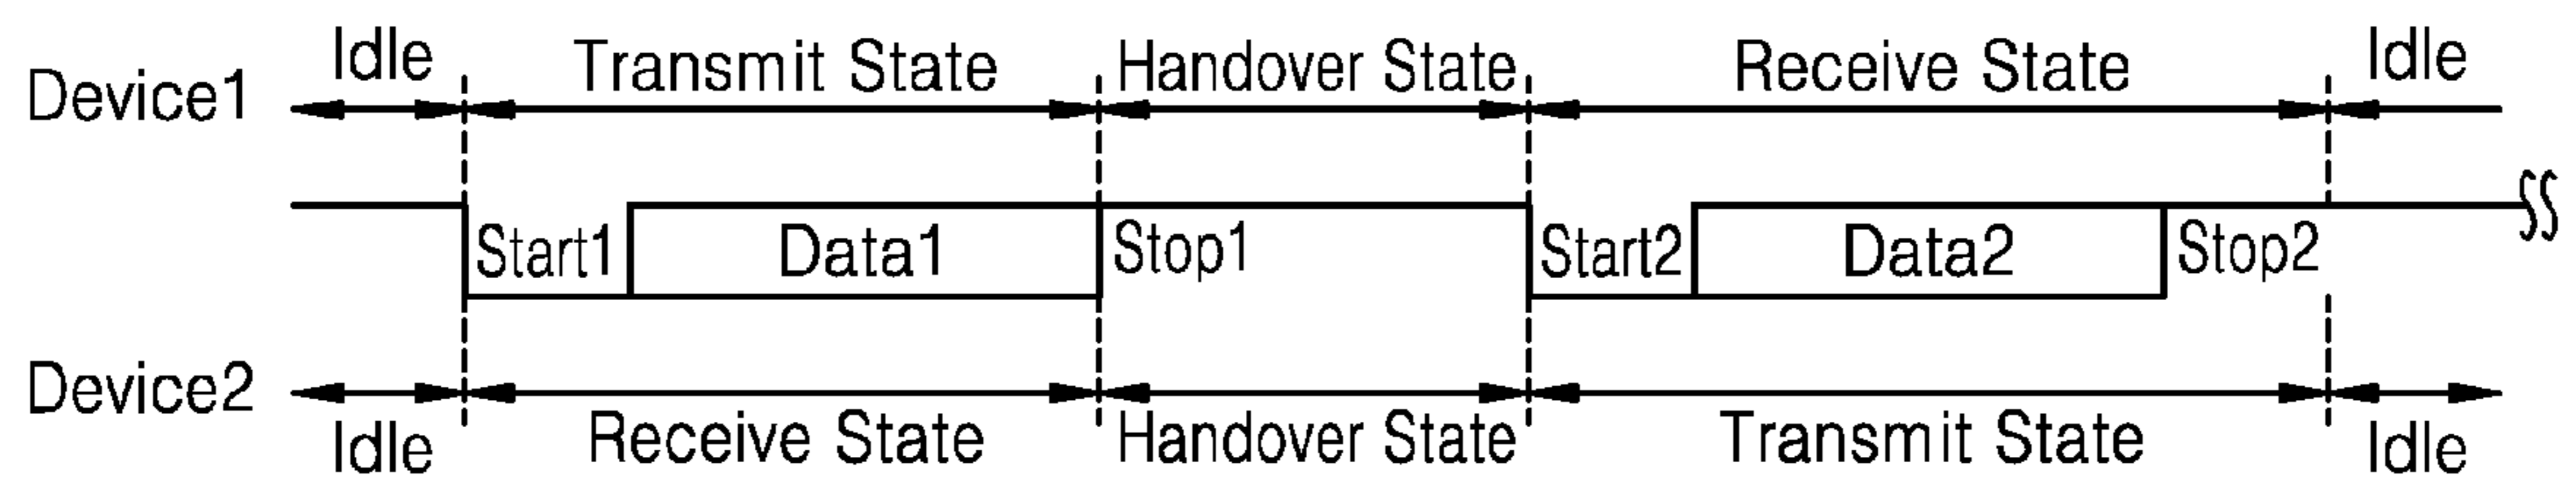 Idle Transmit State Handover State Receive State Idle
Device1
Start1 Data1 Stop1 Start2 Data2 Stop2
Device2
Idle Receive State Handover State Transmit State Idle